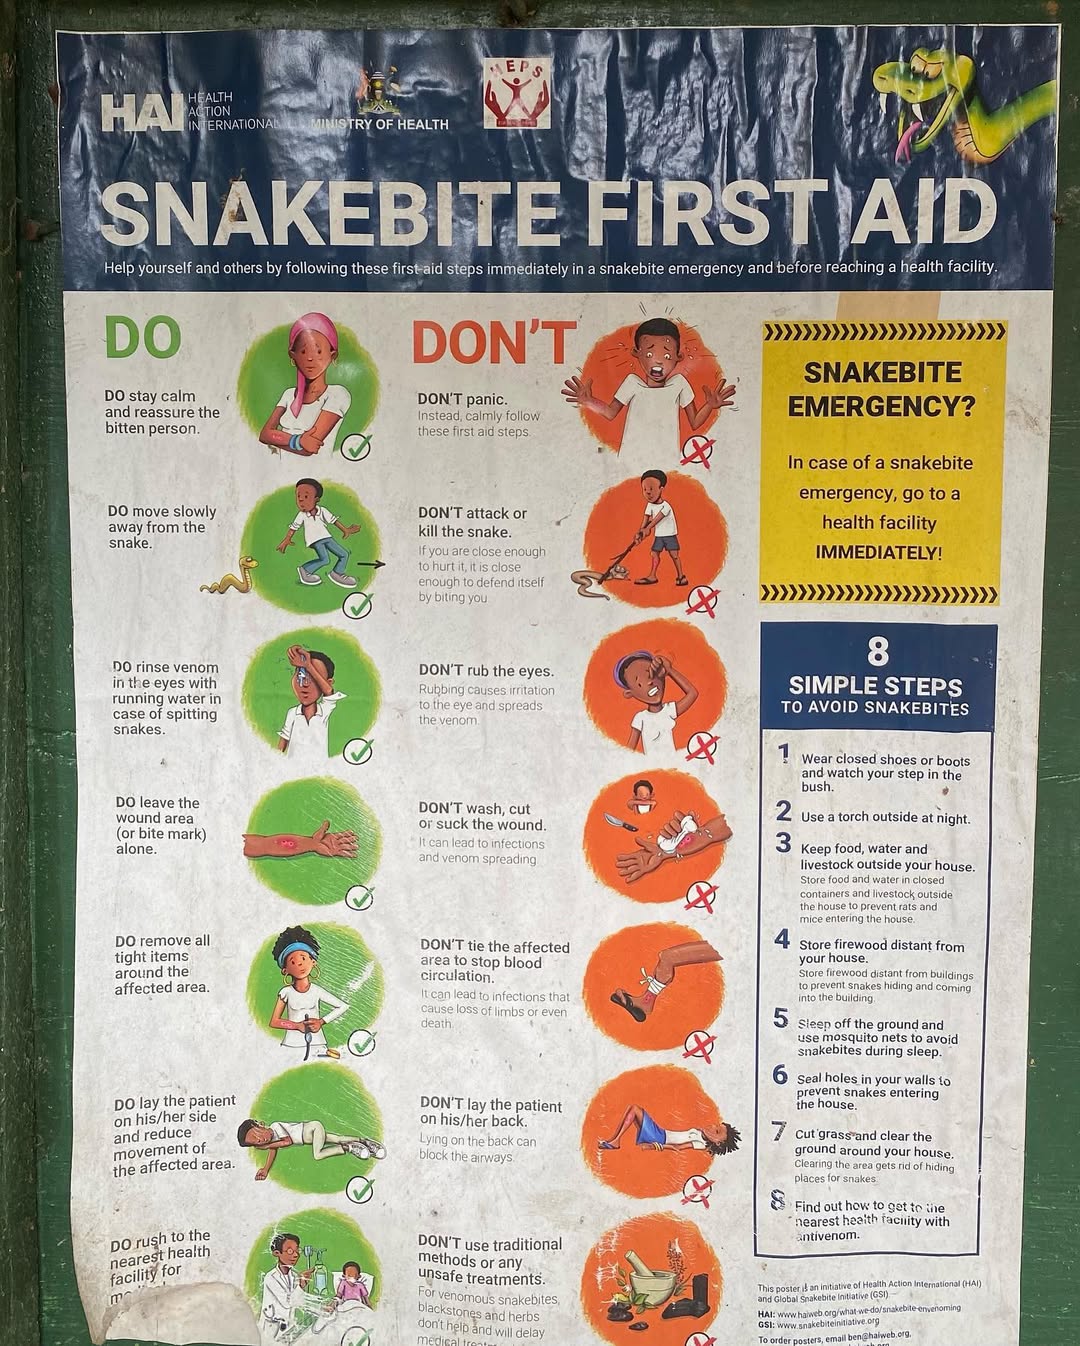 HAI HEALTH
ACTION
INTERNATIONAL
MINISTRY OF HEALTH
HEPS
SNAKEBITE FIRST AID
Help yourself and others by following these first-aid steps immediately in a snakebite emergency and before reaching a health facility.
DO
DO stay calm
and reassure the
bitten person.
DO move slowly
away from the
snake.
DO rinse venom
in the eyes with
running water in
case of spitting
snakes.
DO leave the
wound area
(or bite mark)
alone.
DO remove all
tight items
around the
affected area.
DO lay the patient
on his/her side
and reduce
movement of
the affected area.
DO rush to the
nearest health
facility for
DON'T
DON'T panic.
Instead, calmly follow
these first aid steps.
DON'T attack or
kill the snake.
If you are close enough
to hurt it, it is close
enough to defend itself
by biting you
DON'T rub the eyes.
Rubbing causes irritation
to the eye and spreads
the venom.
DON'T wash, cut
or suck the wound.
It can lead to infections
and venom spreading
DON'T tie the affected
area to stop blood
circulation.
It can lead to infections that
cause loss of limbs or even
death.
DON'T lay the patient
on his/her back.
Lying on the back can
block the airways.
DON'T use traditional
methods or any
unsafe treatments.
For venomous snakebites,
blackstones and herbs
don't help and will delay
medical
SNAKEBITE
EMERGENCY?
In case of a snakebite
emergency, go to a
health facility
IMMEDIATELY!
8
SIMPLE STEPS
TO AVOID SNAKEBITES
1 Wear closed shoes or boots
and watch your step in the
bush.
2 Use a torch outside at night.
3 Keep food, water and
livestock outside your house.
Store food and water in closed
containers and livestock outside
the house to prevent rats and
mice entering the house.
4 Store firewood distant from
your house.
Store firewood distant from buildings
to prevent snakes hiding and coming
into the building.
5 Sleep off the ground and
use mosquito nets to avoid
snakebites during sleep.
6 Seal holes in your walls to
prevent snakes entering
the house.
7 Cut grass and clear the
ground around your house.
Clearing the area gets rid of hiding
places for snakes.
8 Find out how to get to the
nearest health facility with
antivenom.
This poster is an initiative of Health Action International (HAI)
and Global Snakebite Initiative (GSI).
HAI: www.haiweb.org/what-we-do/snakebite-envenoming
GSI: www.snakebiteinitiative.org
To order posters, email ben@haiweb.org,